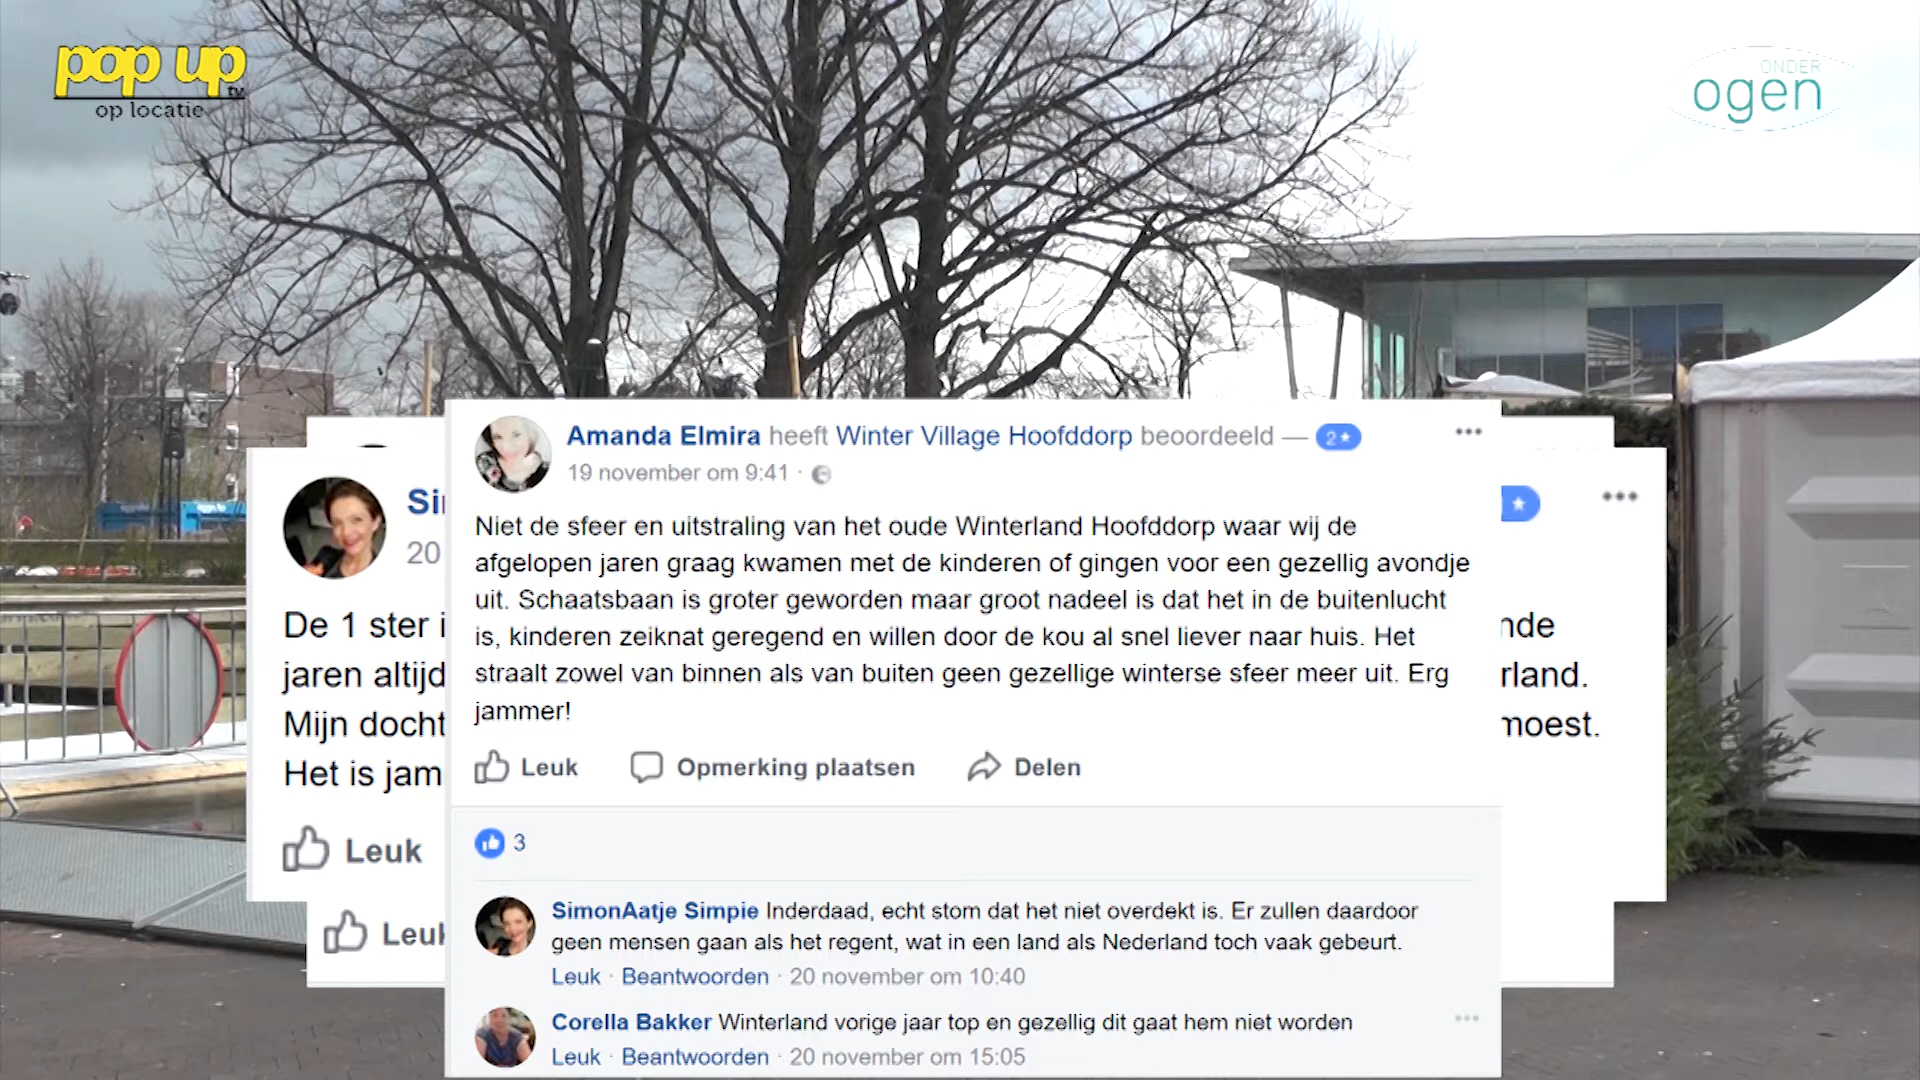 pop up tv
op locatie
ONDER
ogen
Amanda Elmira heeft Winter Village Hoofddorp beoordeeld — 2★
19 november om 9:41 ·
Niet de sfeer en uitstraling van het oude Winterland Hoofddorp waar wij de
afgelopen jaren graag kwamen met de kinderen of gingen voor een gezellig avondje
uit. Schaatsbaan is groter geworden maar groot nadeel is dat het in de buitenlucht
is, kinderen zeiknat geregend en willen door de kou al snel liever naar huis. Het
straalt zowel van binnen als van buiten geen gezellige winterse sfeer meer uit. Erg
jammer!
Leuk Opmerking plaatsen Delen
3
SimonAatje Simpie Inderdaad, echt stom dat het niet overdekt is. Er zullen daardoor
geen mensen gaan als het regent, wat in een land als Nederland toch vaak gebeurt.
Leuk · Beantwoorden · 20 november om 10:40
Corella Bakker Winterland vorige jaar top en gezellig dit gaat hem niet worden
Leuk · Beantwoorden · 20 november om 15:05
20
De 1 ster
jaren altijd
Mijn docht
Het is jam
Leuk
nde
rland.
moest.